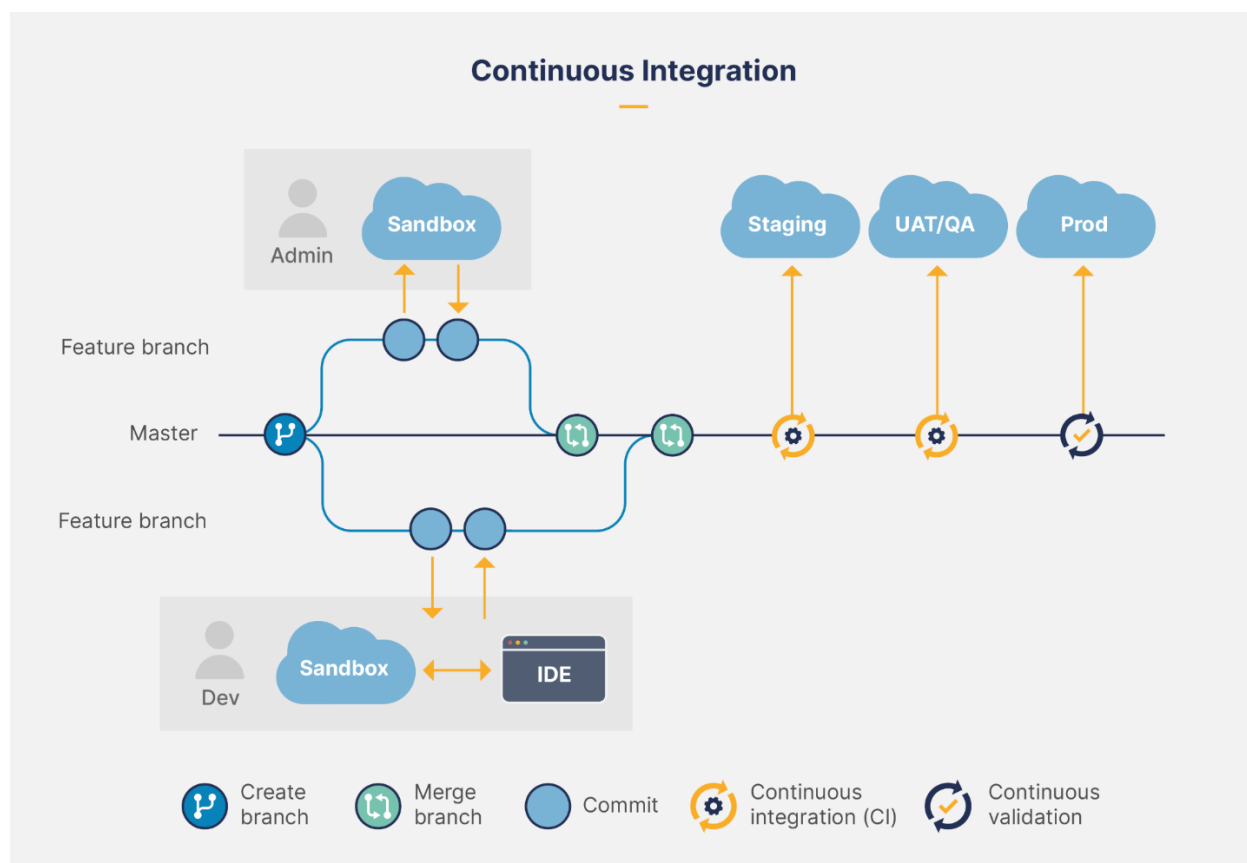 Continuous Integration
Sandbox
Admin
Staging
UAT/QA
Prod
Feature branch
Master
Feature branch
Sandbox
IDE
Dev
Create
branch
Merge
branch
Commit
Continuous
integration (CI)
Continuous
validation